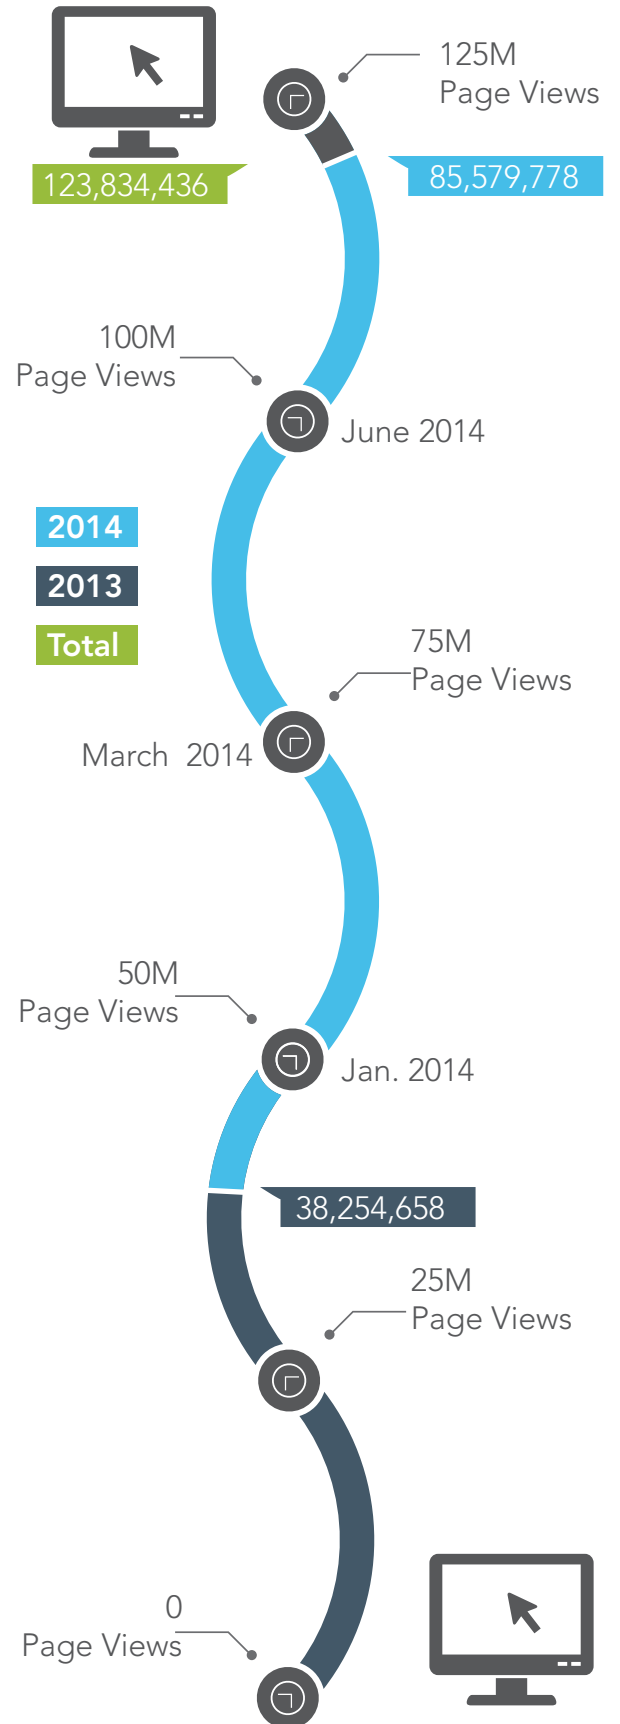 125M
Page Views
123,834,436
85,579,778
100M
Page Views
June 2014
2014
2013
Total
75M
Page Views
March 2014
50M
Page Views
Jan. 2014
38,254,658
25M
Page Views
0
Page Views